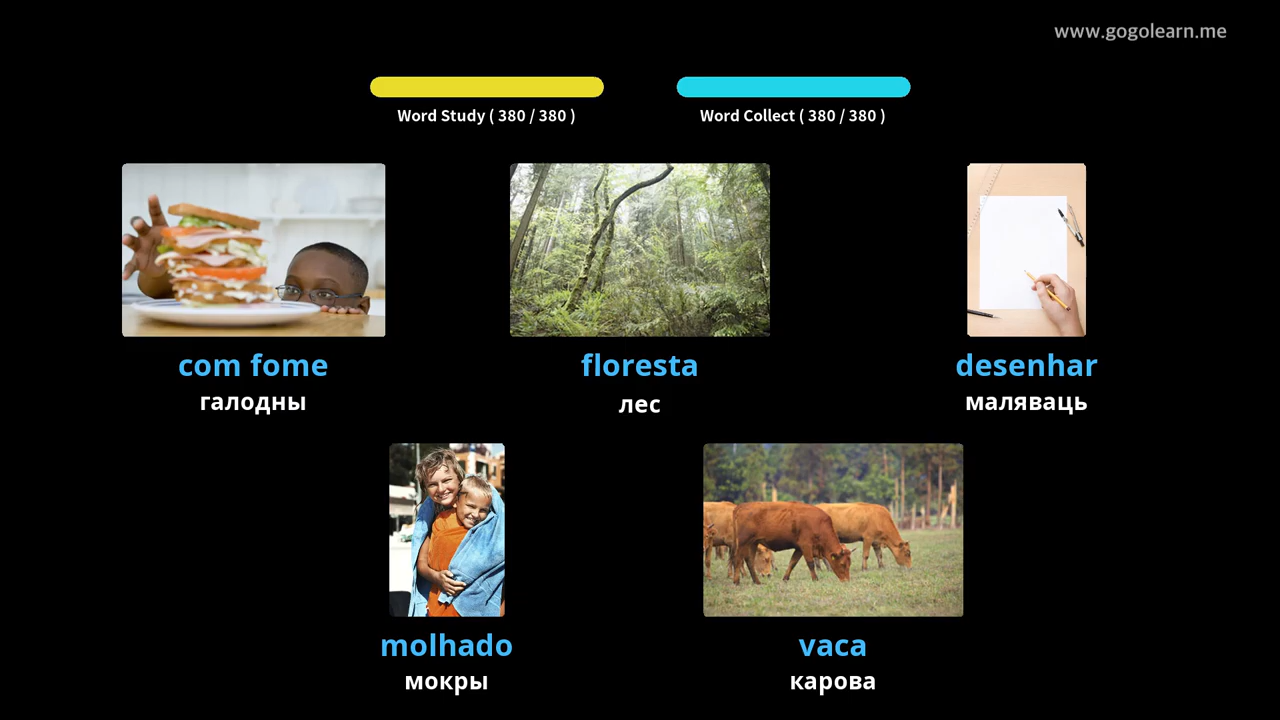 www.gogolearn.me
Word Study ( 380 / 380 )
Word Collect ( 380 / 380 )
com fome
галодны
floresta
лес
desenhar
маляваць
molhado
мокры
vaca
карова